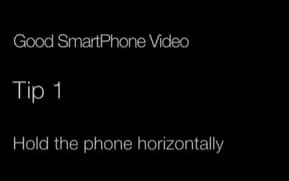 Good SmartPhone Video
Tip 1
Hold the phone horizontally